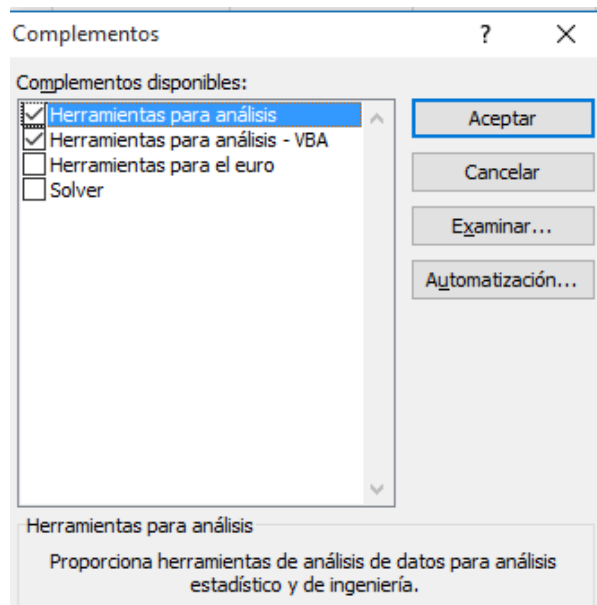 Complementos
?
Complementos disponibles:
Herramientas para análisis
Herramientas para análisis - VBA
Herramientas para el euro
Solver
Aceptar
Cancelar
Examinar...
Automatización...
Herramientas para análisis
Proporciona herramientas de análisis de datos para análisis
estadístico y de ingeniería.